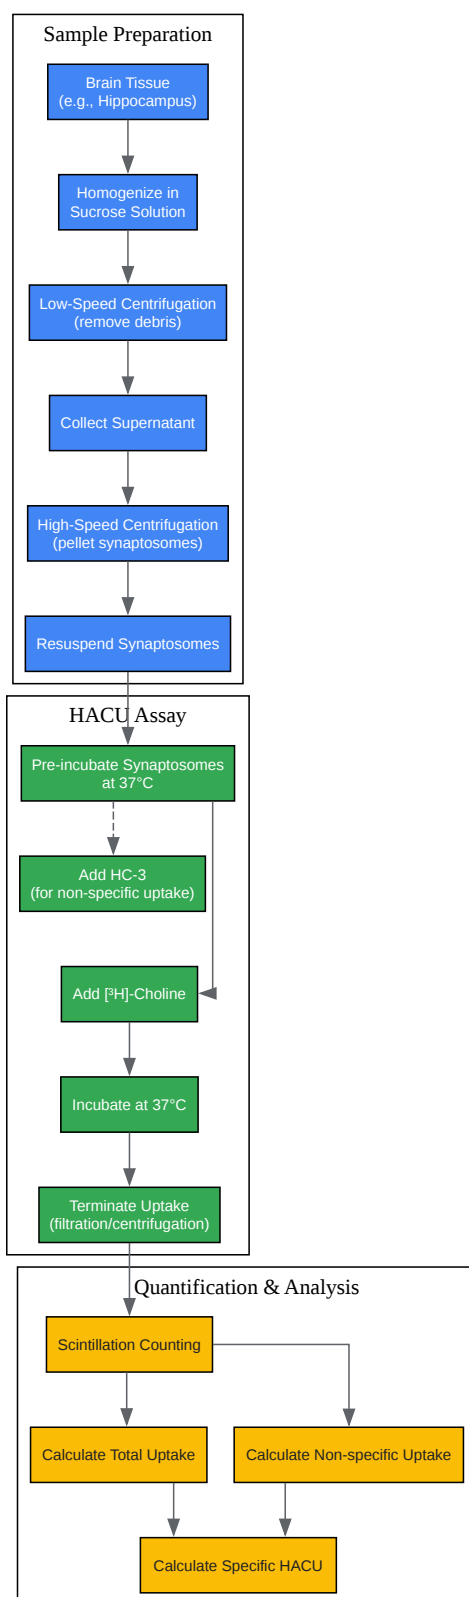 Sample Preparation
Brain Tissue
(e.g., Hippocampus)
Homogenize in
Sucrose Solution
Low-Speed Centrifugation
(remove debris)
Collect Supernatant
High-Speed Centrifugation
(pellet synaptosomes)
Resuspend Synaptosomes
HACU Assay
Pre-incubate Synaptosomes
at 37°C
Add HC-3
(for non-specific uptake)
Add [³H]-Choline
Incubate at 37°C
Terminate Uptake
(filtration/centrifugation)
Quantification & Analysis
Scintillation Counting
Calculate Total Uptake
Calculate Non-specific Uptake
Calculate Specific HACU